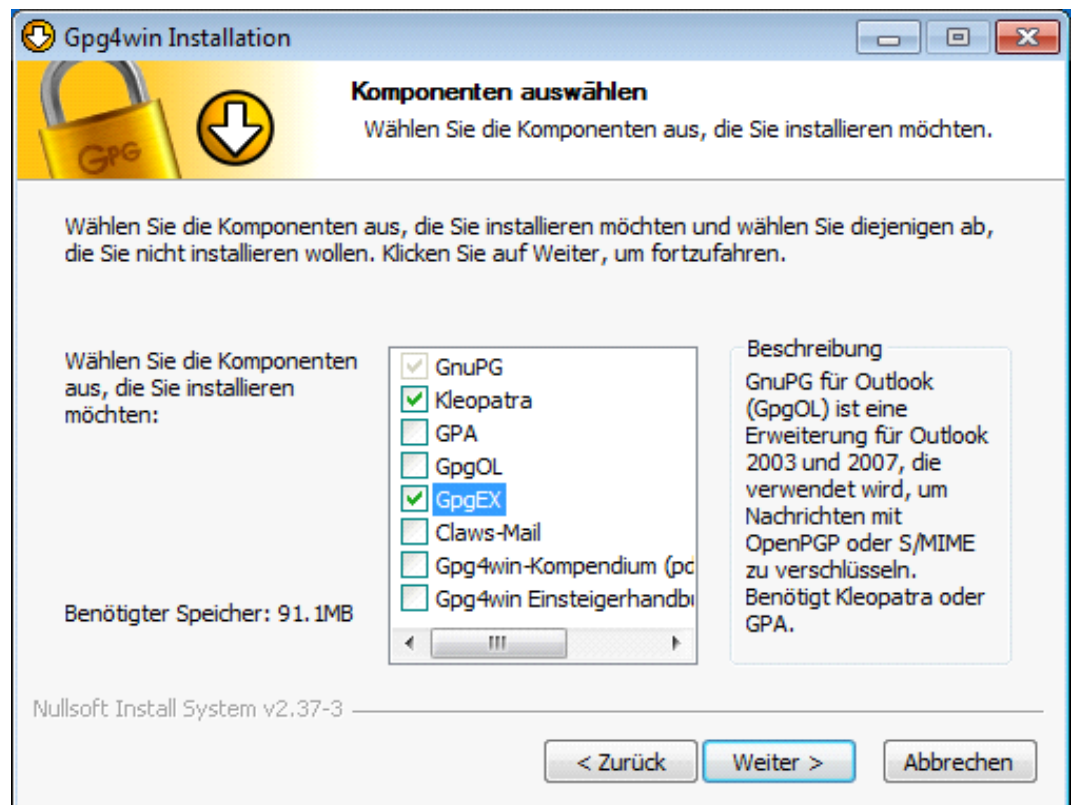 Gpg4win Installation
GPG
Komponenten auswählen
Wählen Sie die Komponenten aus, die Sie installieren möchten.
Wählen Sie die Komponenten aus, die Sie installieren möchten und wählen Sie diejenigen ab,
die Sie nicht installieren wollen. Klicken Sie auf Weiter, um fortzufahren.
Wählen Sie die Komponenten
aus, die Sie installieren
möchten:
GnuPG
Kleopatra
GPA
GpgOL
GpgEX
Claws-Mail
Gpg4win-Kompendium (pd
Gpg4win Einsteigerhandbu
Benötigter Speicher: 91.1MB
Beschreibung
GnuPG für Outlook
(GpgOL) ist eine
Erweiterung für Outlook
2003 und 2007, die
verwendet wird, um
Nachrichten mit
OpenPGP oder S/MIME
zu verschlüsseln.
Benötigt Kleopatra oder
GPA.
Nullsoft Install System v2.37-3
< Zurück
Weiter >
Abbrechen